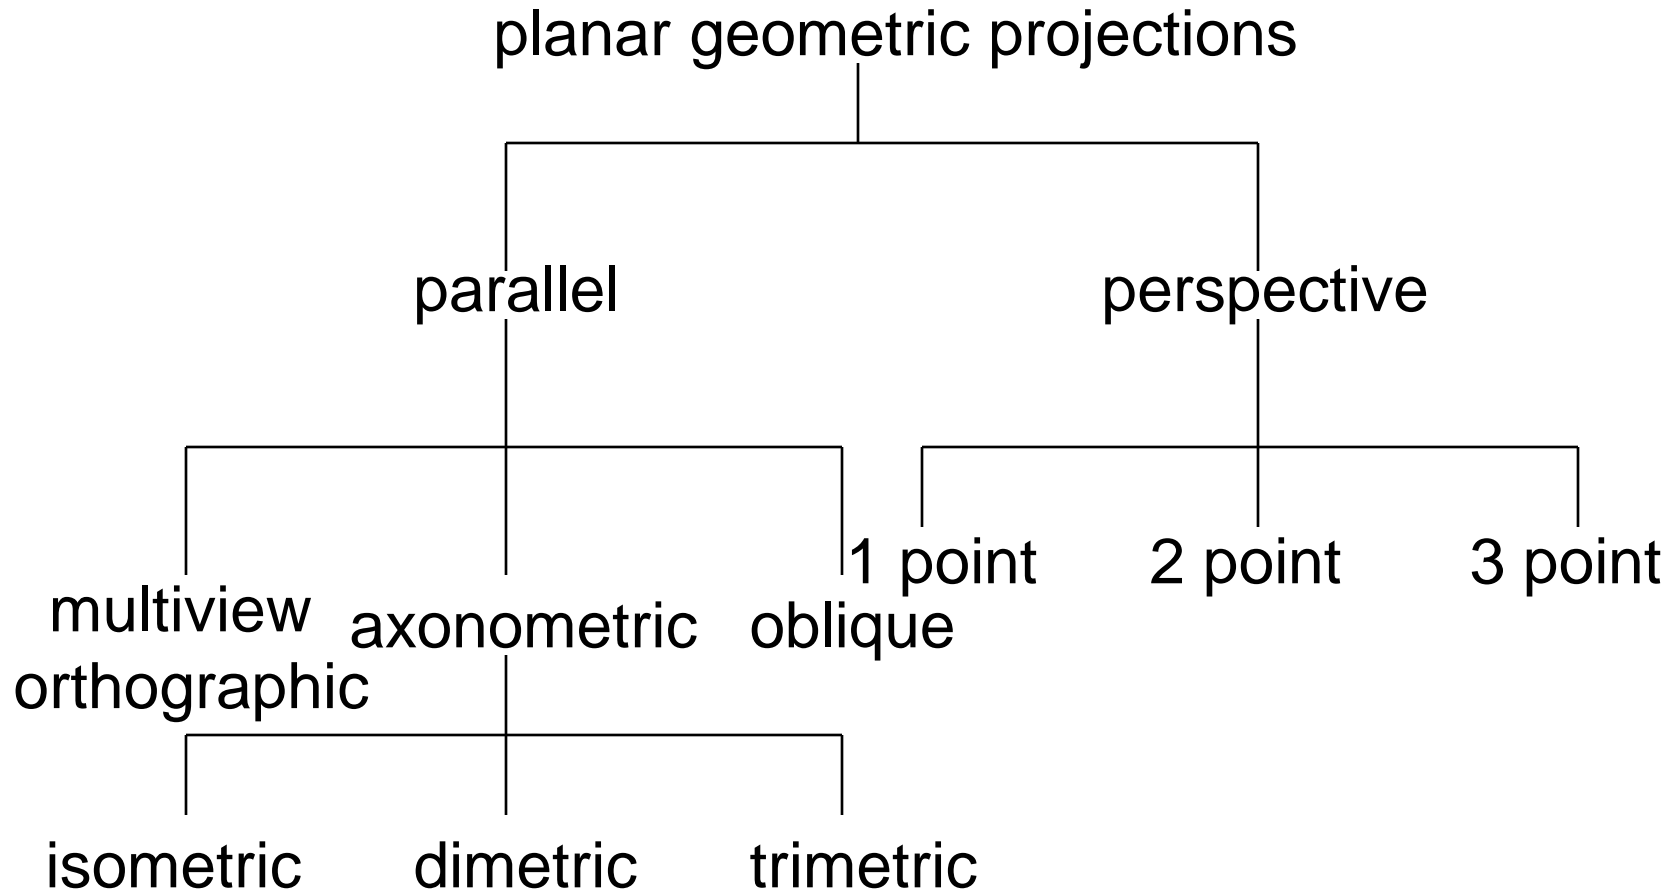 planar geometric projections
parallel
perspective
1 point
2 point
3 point
multiview
orthographic
axonometric
oblique
isometric
dimetric
trimetric